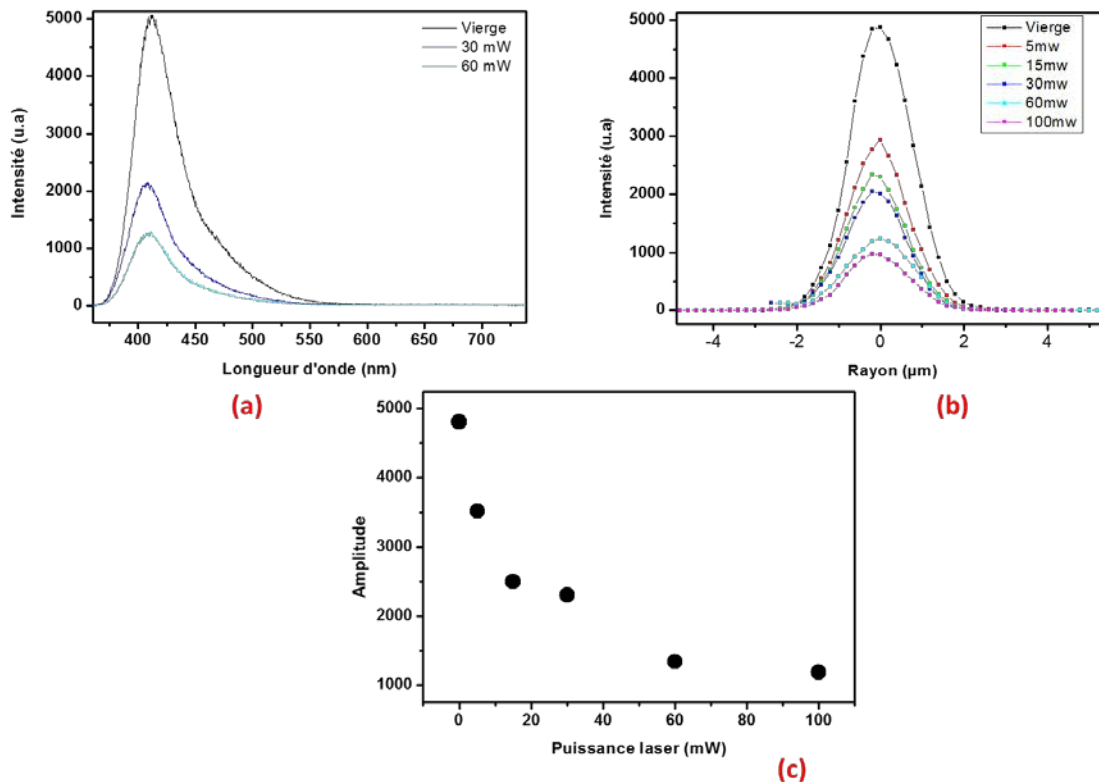 5000
4000
3000
2000
1000
0
Intensité (u.a)
Vierge
30 mW
60 mW
400 450 500 550 600 650 700
Longueur d'onde (nm)
(a)
5000
4000
3000
2000
1000
0
Intensité (u.a)
Vierge
5mw
15mw
30mw
60mw
100mw
-4 -2 0 2 4
Rayon (µm)
(b)
5000
4000
3000
2000
1000
Amplitude
0 20 40 60 80 100
Puissance laser (mW)
(c)